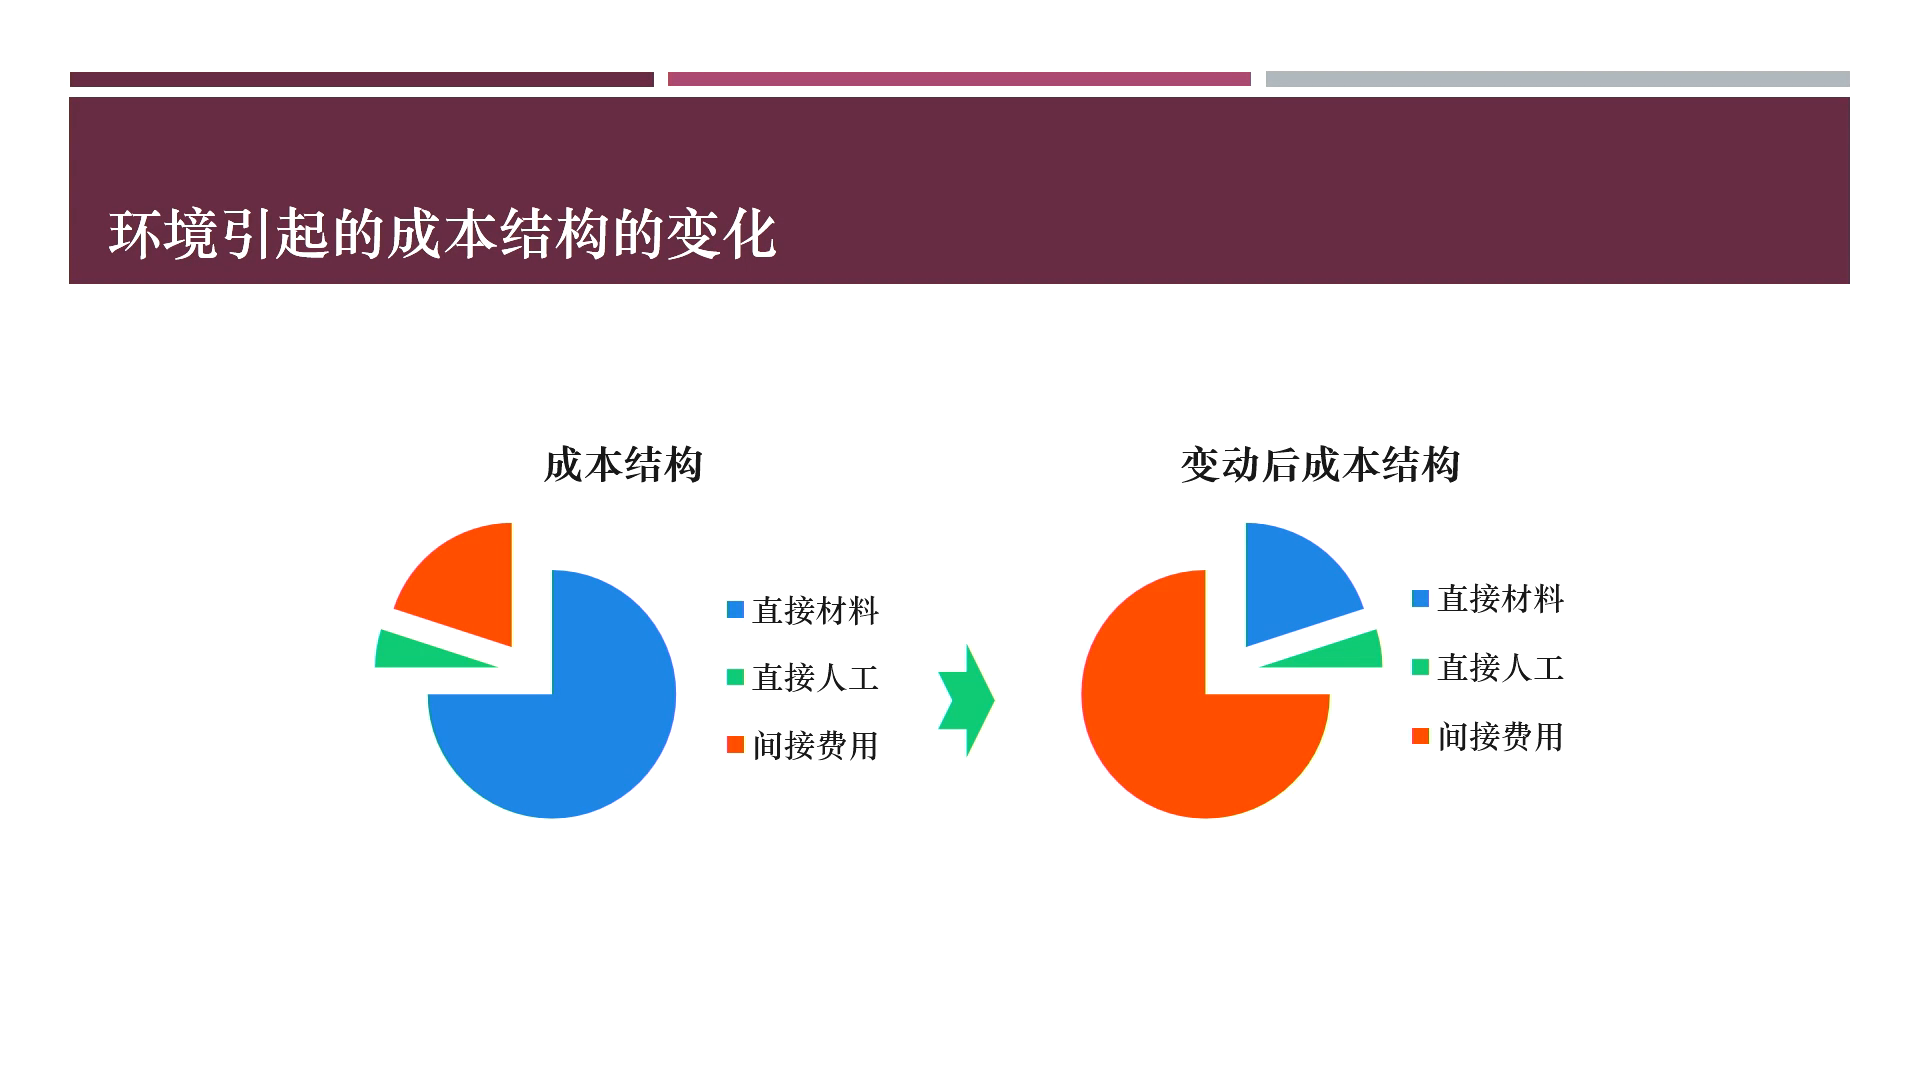 环境引起的成本结构的变化
成本结构
直接材料
直接人工
间接费用
变动后成本结构
直接材料
直接人工
间接费用